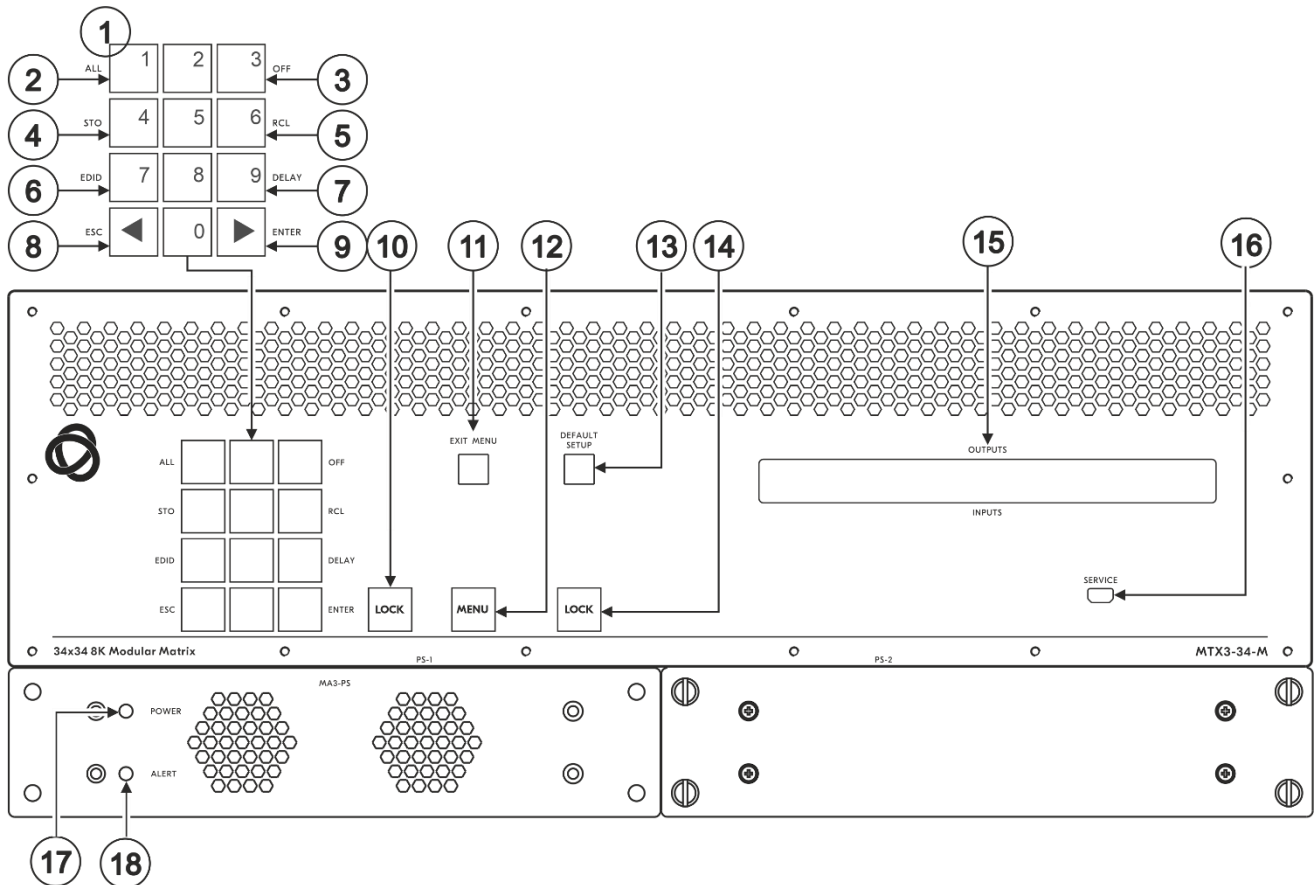 1
1 2 3
2 ALL OFF 3
4 5 6
4 STO RCL 5
7 8 9
6 EDID DELAY 7
0
8 ESC ENTER 9 10 11 12 13 14 15 16
EXIT MENU
DEFAULT
SETUP
OUTPUTS
ALL OFF
STO RCL
INPUTS
EDID DELAY
SERVICE
ESC ENTER LOCK MENU LOCK
34x34 8K Modular Matrix
MTX3-34-M
PS-1
PS-2
MA3-PS
POWER
ALERT
17 18